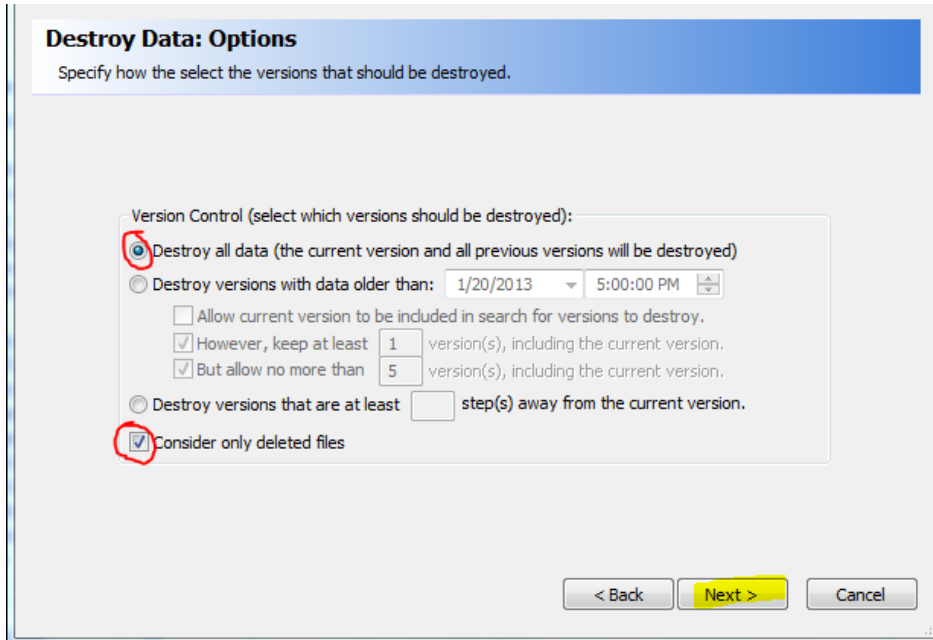 Destroy Data: Options
Specify how the select the versions that should be destroyed.
Version Control (select which versions should be destroyed):
Destroy all data (the current version and all previous versions will be destroyed)
Destroy versions with data older than: 1/20/2013 5:00:00 PM
Allow current version to be included in search for versions to destroy.
However, keep at least 1 version(s), including the current version.
But allow no more than 5 version(s), including the current version.
Destroy versions that are at least step(s) away from the current version.
Consider only deleted files
< Back Next > Cancel